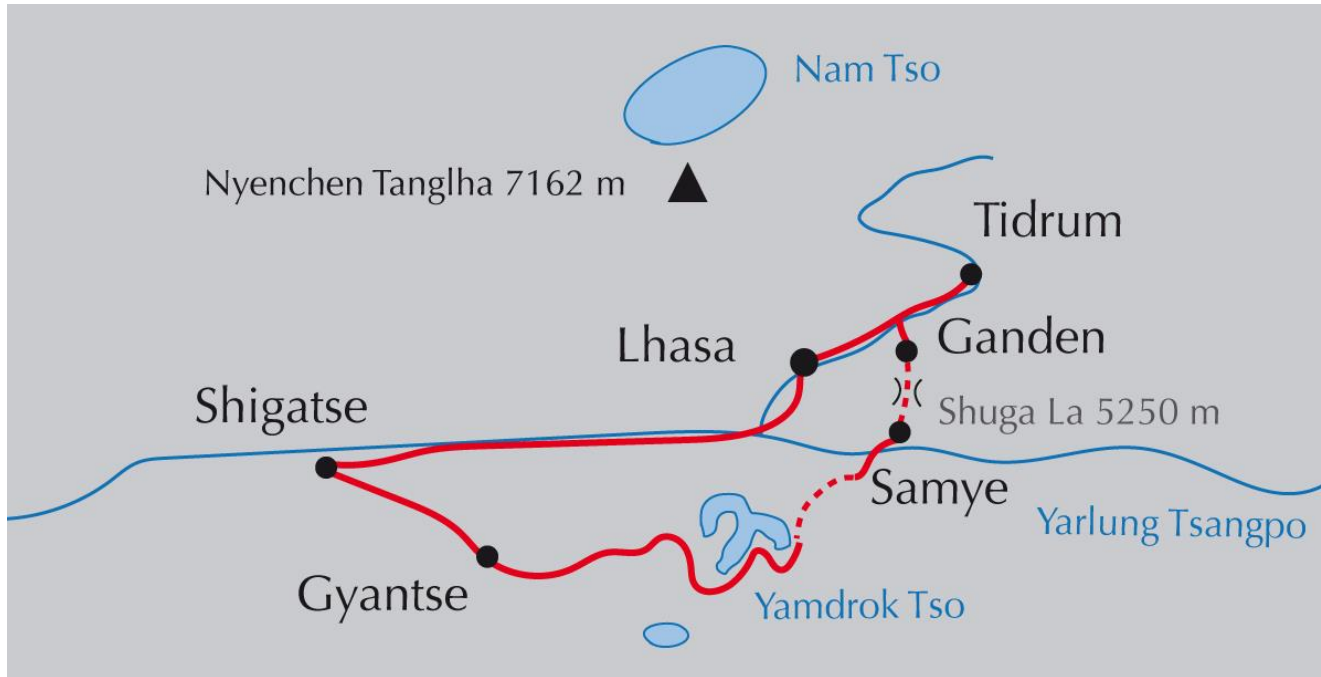 Nam Tso
Nyenchen Tanglha 7162 m
Tidrum
Lhasa
Ganden
Shigatse
Shuga La 5250 m
Samye
Yarlung Tsangpo
Gyantse
Yamdrok Tso